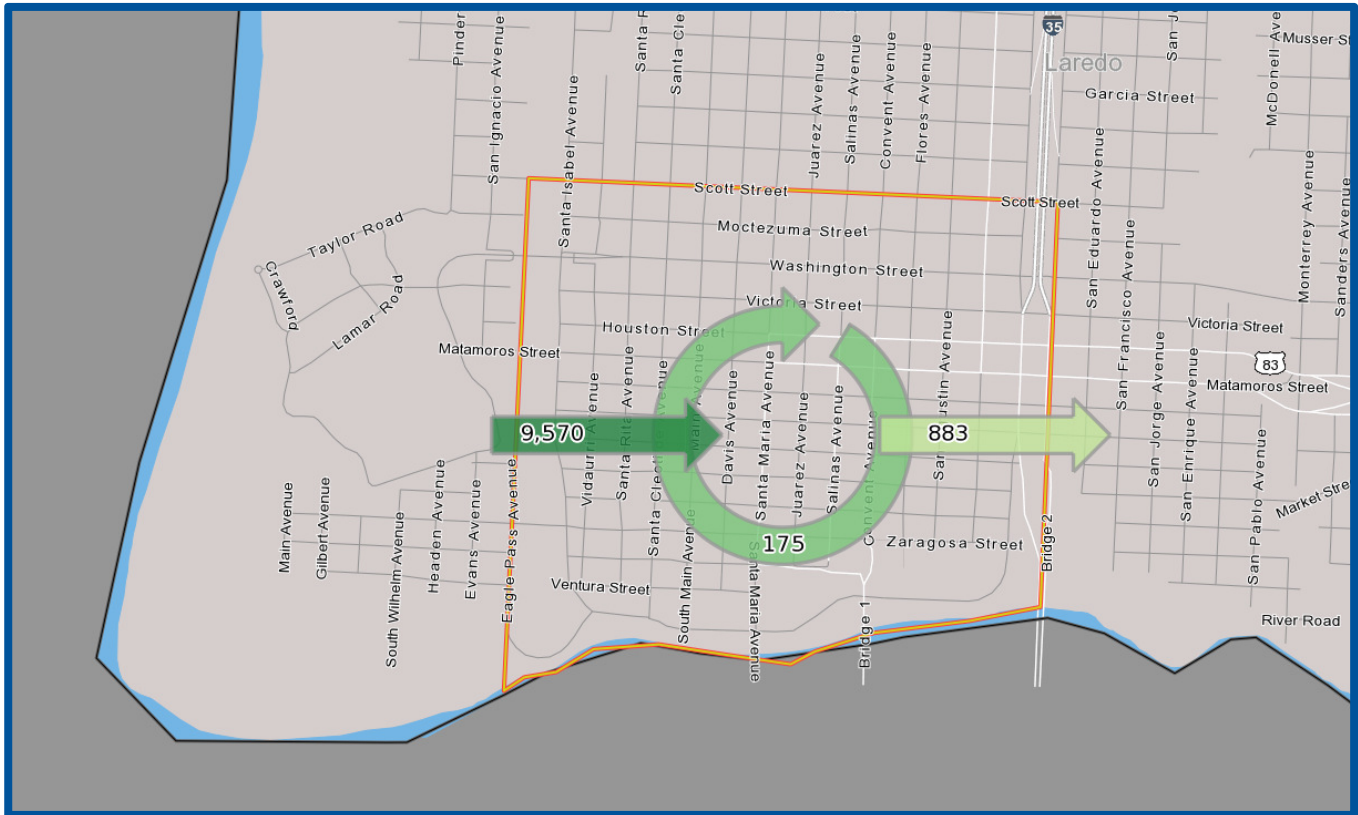 Pinder
San Ignacio Avenue
Santa Isabel Avenue
Santa R
Santa Cle
Juarez Avenue
Salinas Avenue
Convent Avenue
Flores Avenue
35
Laredo
San Jo
McDonell Ave
Musser St
Garcia Street
San Eduardo Avenue
Monterrey Avenue
Sanders Avenue
Scott Street
Scott Street
Taylor Road
Moctezuma Street
San Francisco Avenue
Crawford
Lamar Road
Washington Street
Victoria Street
Houston Street
Victoria Street
Matamoros Street
83
Matamoros Street
Vidaurri Avenue
Santa Rita Avenue
Main Avenue
Davis Avenue
Santa Maria Avenue
Juarez Avenue
Salinas Avenue
Convent Avenue
San Jorge Avenue
San Enrique Avenue
9,570
883
175
Main Avenue
Gilbert Avenue
South Wilhelm Avenue
Headen Avenue
Evans Avenue
Eagle Pass Avenue
South Main Avenue
Santa Maria Avenue
Zaragosa Street
Bridge 2
Market Stre
San Pablo Avenue
Ventura Street
Bridge 1
River Road